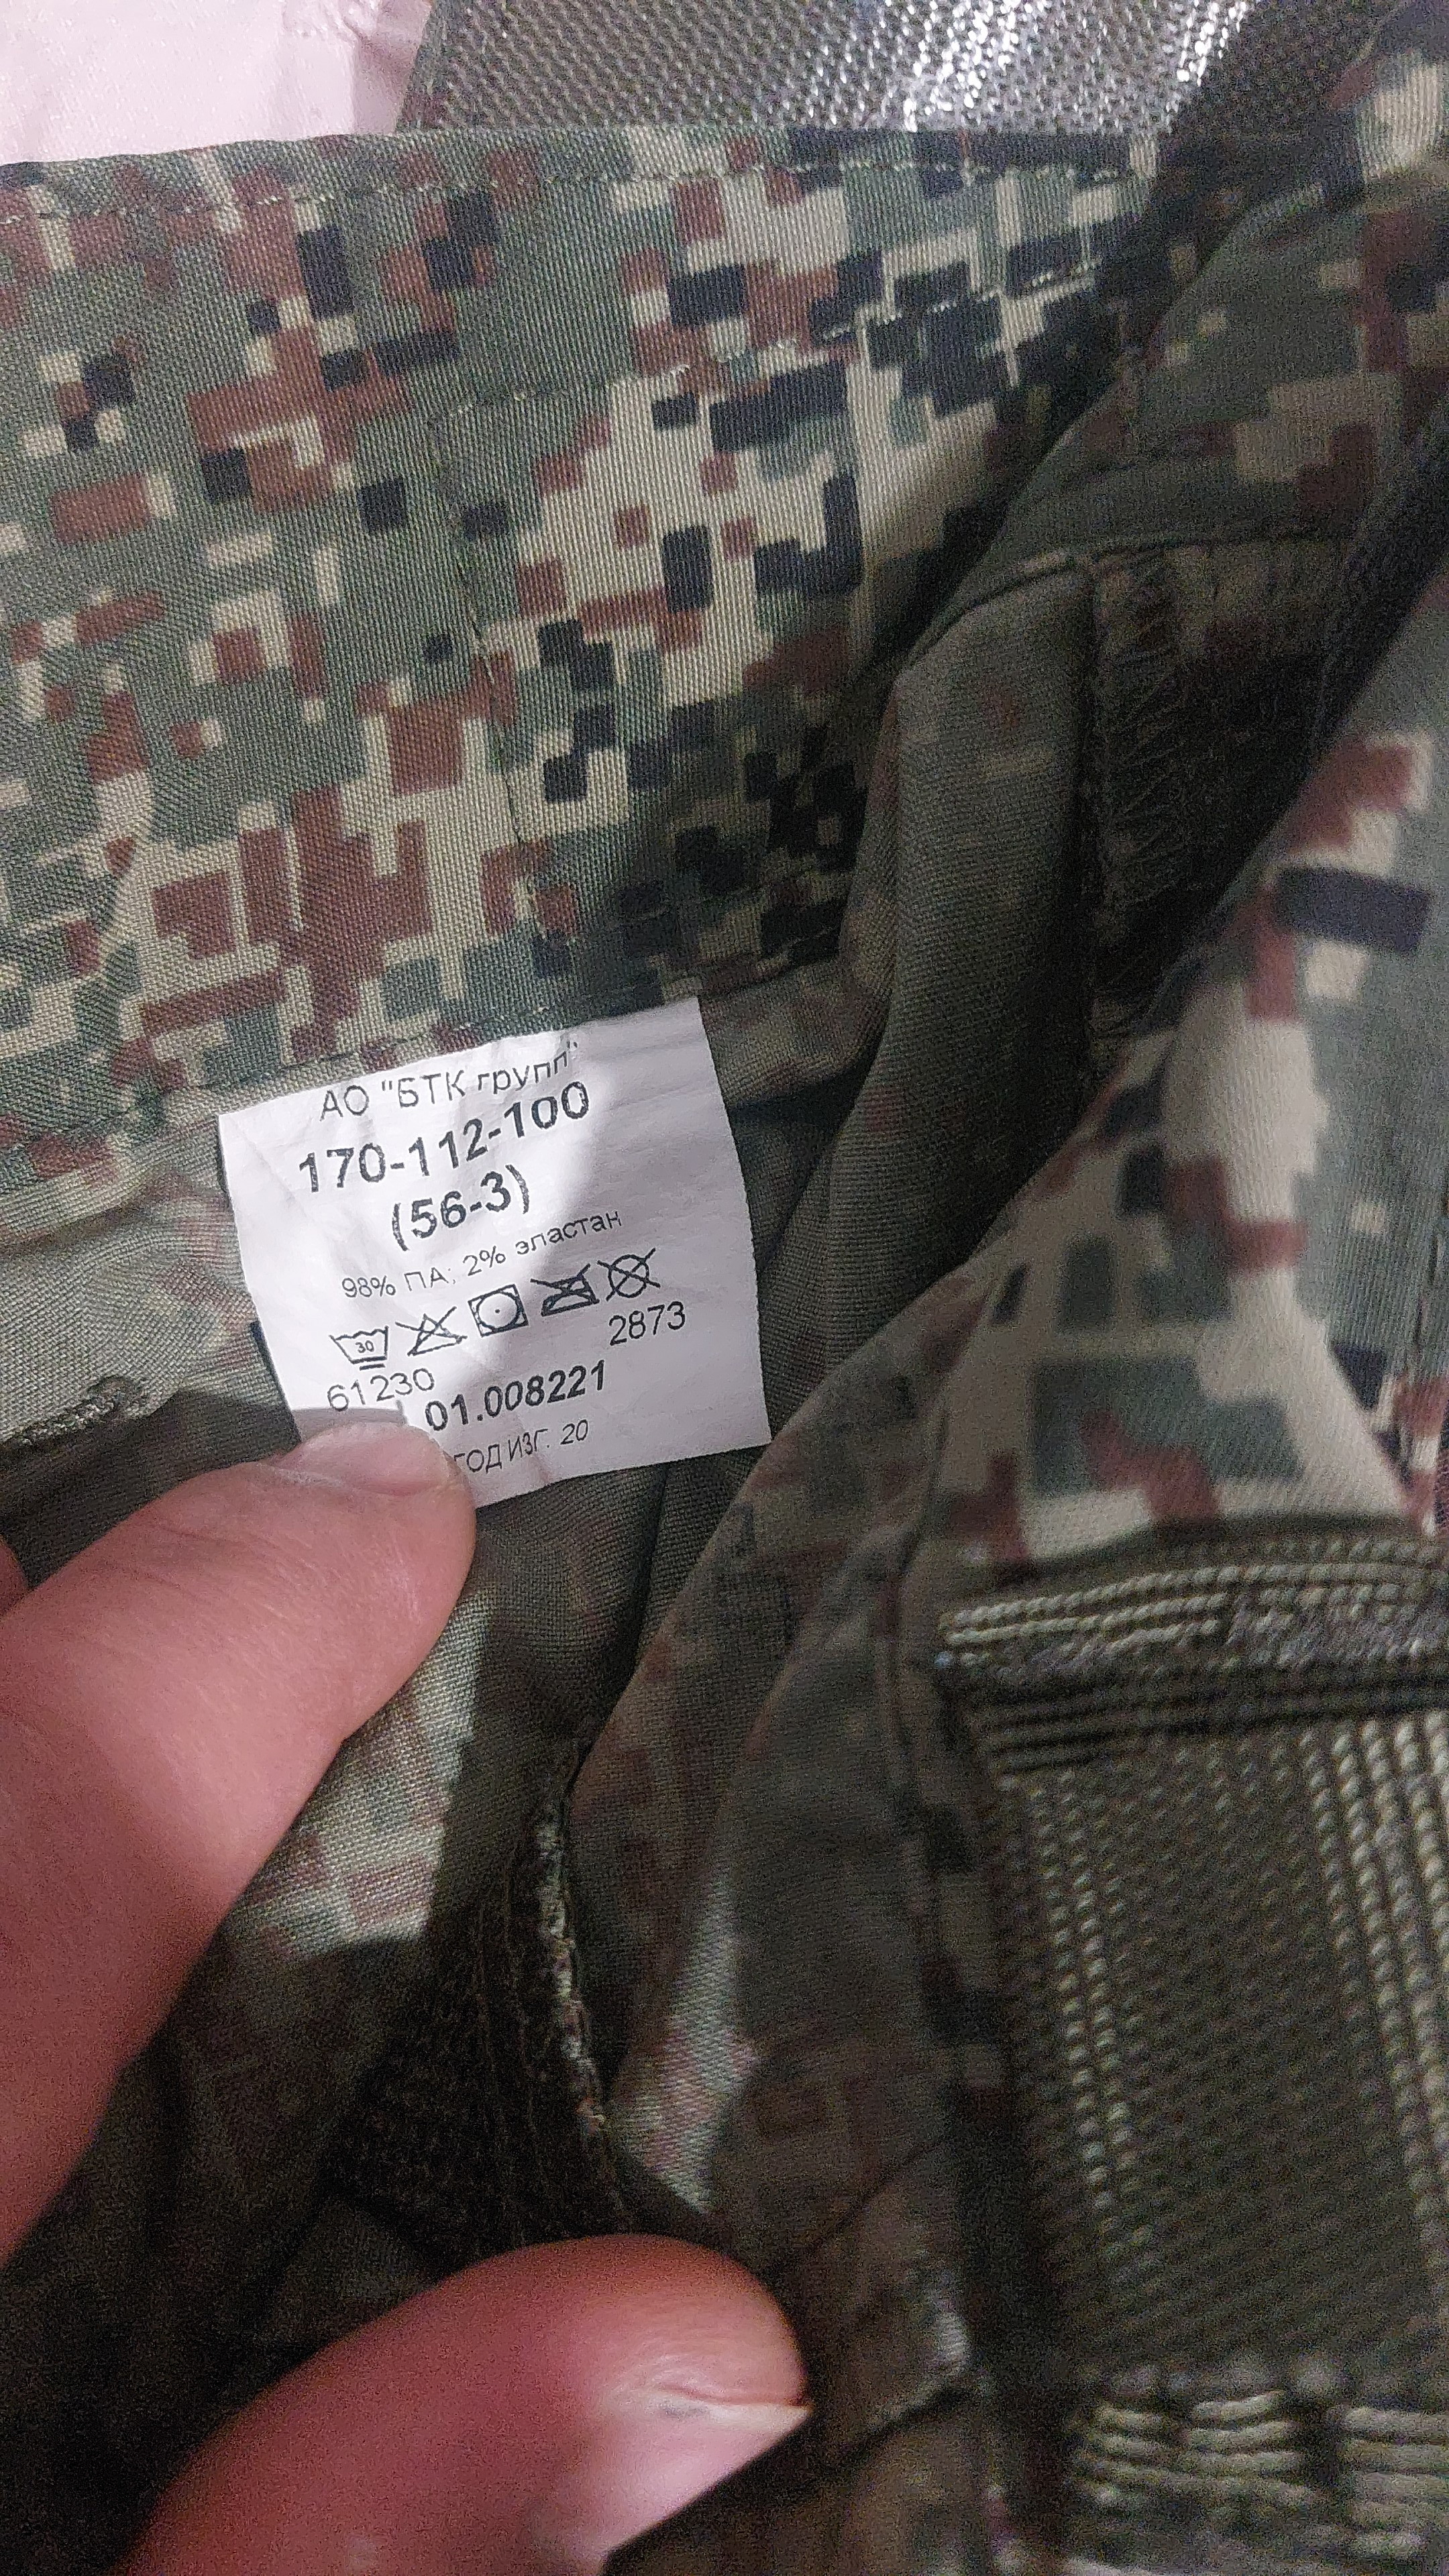 АО "БТК групп"
170-112-100
(56-3)
98% ПА; 2% эластан
30
2873
61230
01.008221
ГОД ИЗГ. 20